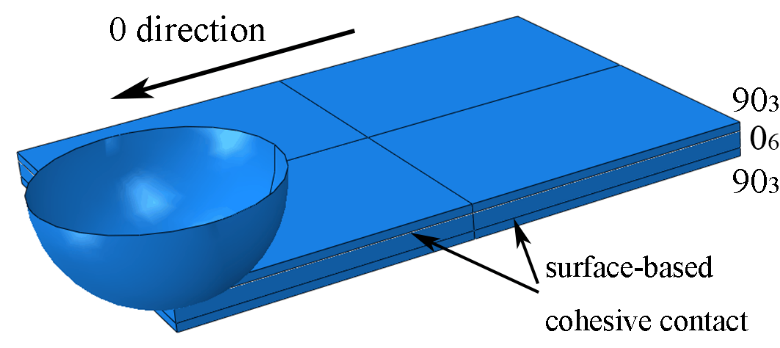 0 direction
90₃
0₆
90₃
surface-based
cohesive contact